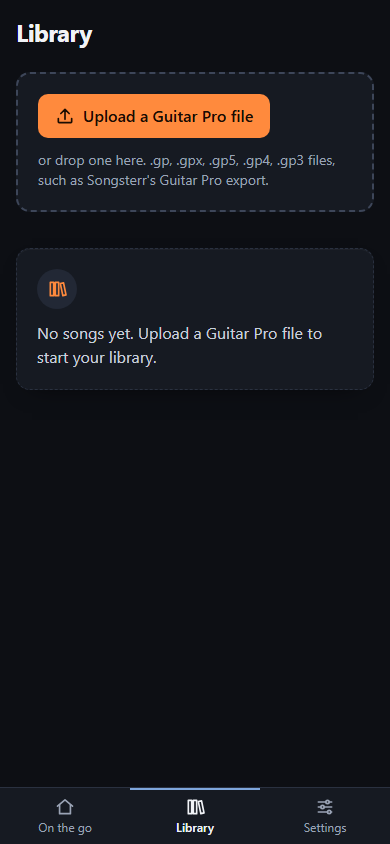 Library
Upload a Guitar Pro file
or drop one here. .gp, .gpx, .gp5, .gp4, .gp3 files,
such as Songsterr's Guitar Pro export.
No songs yet. Upload a Guitar Pro file to
start your library.
On the go
Library
Settings